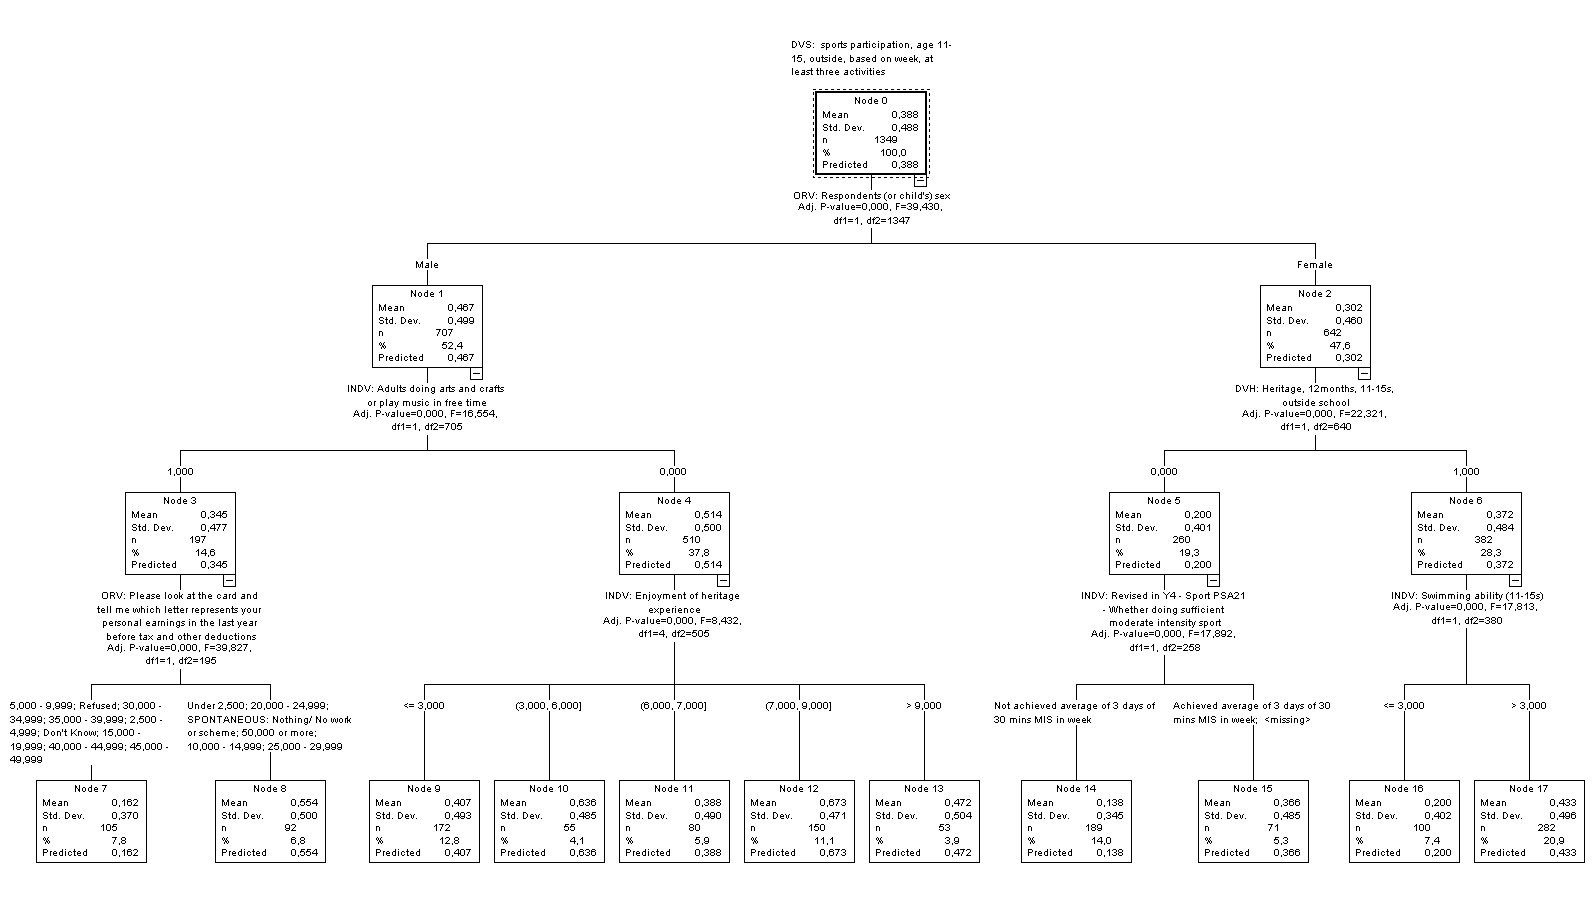 DVS: sports participation, age 11-
15, outside, based on week, at
least three activities
Node 0
Mean 0,388
Std. Dev. 0,488
n 1349
% 100,0
Predicted 0,388
ORV: Respondents (or child's) sex
Adj. P-value=0,000, F=39,430,
df1=1, df2=1347
Male
Female
Node 1
Mean 0,467
Std. Dev. 0,499
n 707
% 52,4
Predicted 0,467
Node 2
Mean 0,302
Std. Dev. 0,460
n 642
% 47,6
Predicted 0,302
INDV: Adults doing arts and crafts
or play music in free time
Adj. P-value=0,000, F=16,554,
df1=1, df2=705
DVH: Heritage, 12months, 11-15s,
outside school
Adj. P-value=0,000, F=22,321,
df1=1, df2=640
1,000
0,000
0,000
1,000
Node 3
Mean 0,345
Std. Dev. 0,477
n 197
% 14,6
Predicted 0,345
Node 4
Mean 0,514
Std. Dev. 0,500
n 510
% 37,8
Predicted 0,514
Node 5
Mean 0,200
Std. Dev. 0,401
n 260
% 19,3
Predicted 0,200
Node 6
Mean 0,372
Std. Dev. 0,484
n 382
% 28,3
Predicted 0,372
ORV: Please look at the card and
tell me which letter represents your
personal earnings in the last year
before tax and other deductions
Adj. P-value=0,000, F=39,827,
df1=1, df2=195
INDV: Enjoyment of heritage
experience
Adj. P-value=0,000, F=8,432,
df1=4, df2=505
INDV: Revised in Y4 - Sport PSA21
- Whether doing sufficient
moderate intensity sport
Adj. P-value=0,000, F=17,892,
df1=1, df2=258
INDV: Swimming ability (11-15s)
Adj. P-value=0,000, F=17,813,
df1=1, df2=380
5,000 - 9,999; Refused; 30,000 -
34,999; 35,000 - 39,999; 2,500 -
4,999; Don't Know; 15,000 -
19,999; 40,000 - 44,999; 45,000 -
49,999
Under 2,500; 20,000 - 24,999;
SPONTANEOUS: Nothing/ No work
or scheme; 50,000 or more;
10,000 - 14,999; 25,000 - 29,999
<= 3,000
(3,000, 6,000]
(6,000, 7,000]
(7,000, 9,000]
> 9,000
Not achieved average of 3 days of
30 mins MIS in week
Achieved average of 3 days of 30
mins MIS in week; <missing>
<= 3,000
> 3,000
Node 7
Mean 0,162
Std. Dev. 0,370
n 105
% 7,8
Predicted 0,162
Node 8
Mean 0,554
Std. Dev. 0,500
n 92
% 6,8
Predicted 0,554
Node 9
Mean 0,407
Std. Dev. 0,493
n 172
% 12,8
Predicted 0,407
Node 10
Mean 0,636
Std. Dev. 0,485
n 55
% 4,1
Predicted 0,636
Node 11
Mean 0,388
Std. Dev. 0,490
n 80
% 5,9
Predicted 0,388
Node 12
Mean 0,673
Std. Dev. 0,471
n 150
% 11,1
Predicted 0,673
Node 13
Mean 0,472
Std. Dev. 0,504
n 53
% 3,9
Predicted 0,472
Node 14
Mean 0,138
Std. Dev. 0,345
n 189
% 14,0
Predicted 0,138
Node 15
Mean 0,366
Std. Dev. 0,485
n 71
% 5,3
Predicted 0,366
Node 16
Mean 0,200
Std. Dev. 0,402
n 100
% 7,4
Predicted 0,200
Node 17
Mean 0,433
Std. Dev. 0,496
n 282
% 20,9
Predicted 0,433